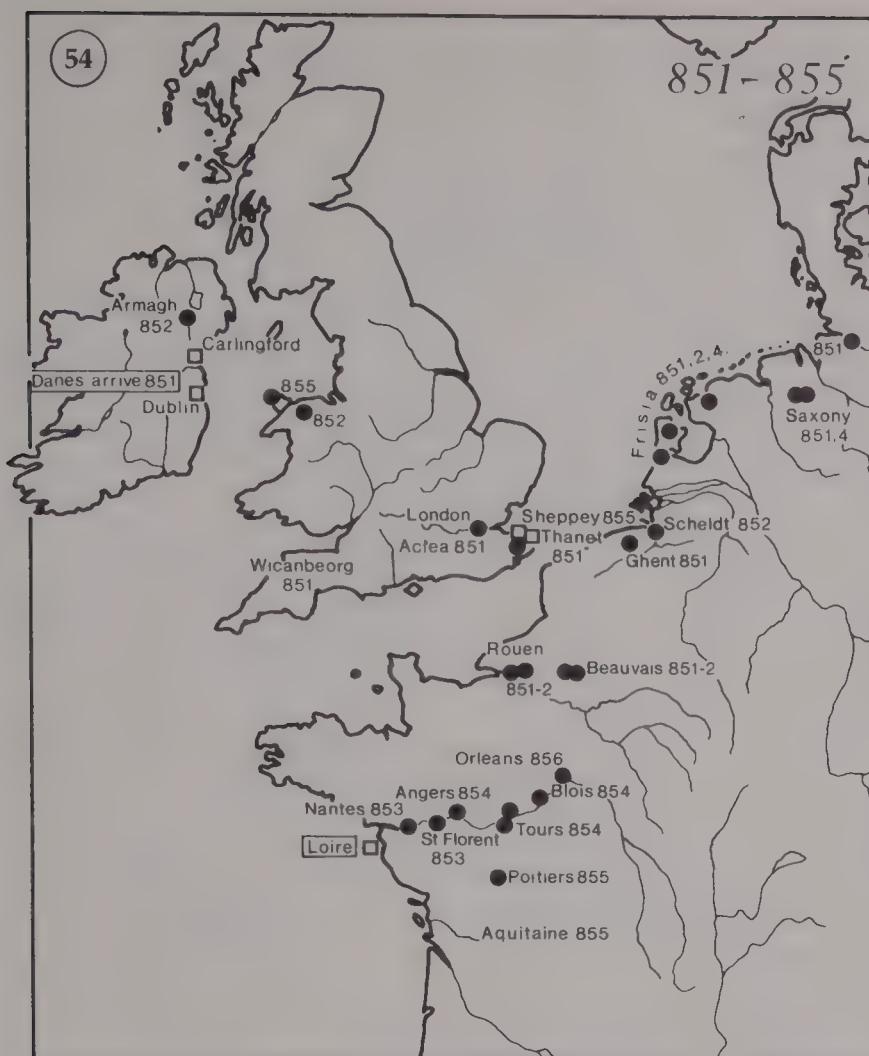 54
851-855
Armagh
852
Carlingford
Danes arrive 851
Dublin
855
852
Frisia 851,2,4.
851
Saxony
851,4
London
Aclea 851
Sheppey 855
Thanet
851
Scheldt 852
Ghent 851
Wicanbeorg
851
Rouen
851-2
Beauvais 851-2
Orleans
856
Blois 854
Angers 854
Nantes 853
St Florent
853
Tours
854
Loire
Poitiers 855
Aquitaine 855